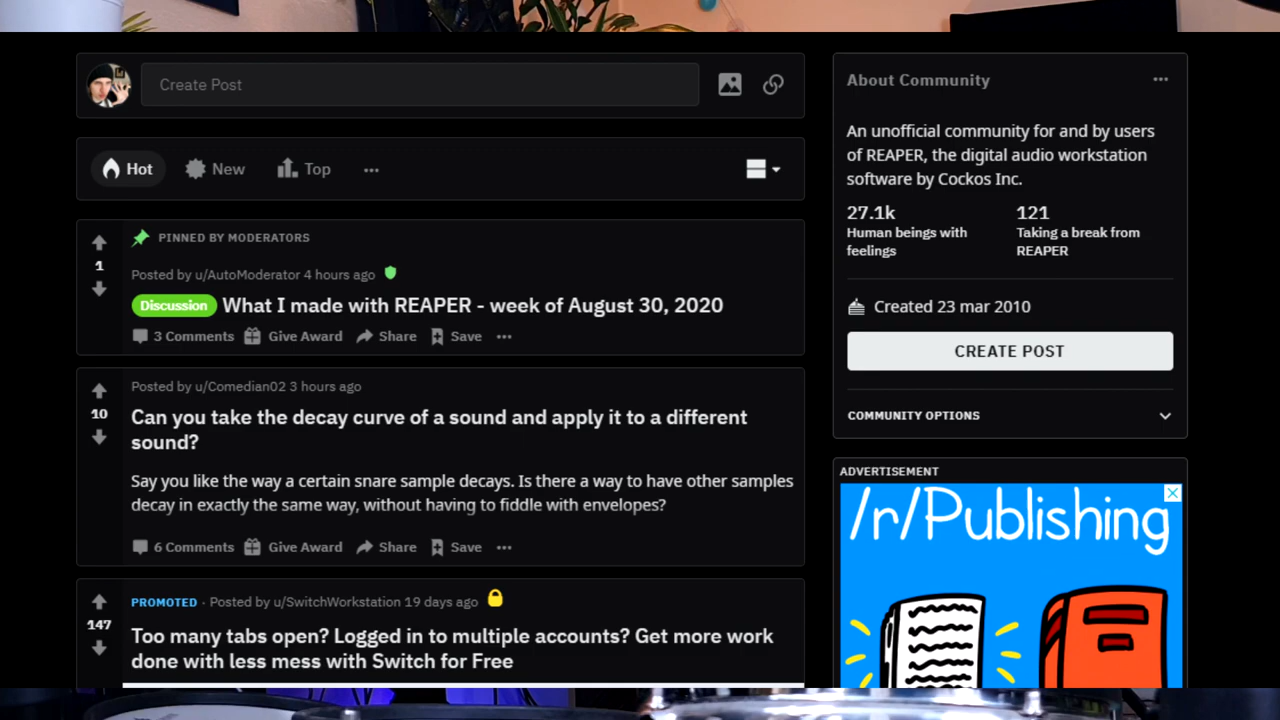 Create Post
Hot
New
Top
PINNED BY MODERATORS
1
Posted by u/AutoModerator 4 hours ago
Discussion What I made with REAPER - week of August 30, 2020
3 Comments Give Award Share Save
Posted by u/Comedian02 3 hours ago
10
Can you take the decay curve of a sound and apply it to a different
sound?
Say you like the way a certain snare sample decays. Is there a way to have other samples
decay in exactly the same way, without having to fiddle with envelopes?
6 Comments Give Award Share Save
PROMOTED · Posted by u/SwitchWorkstation 19 days ago
147
Too many tabs open? Logged in to multiple accounts? Get more work
done with less mess with Switch for Free
About Community
An unofficial community for and by users
of REAPER, the digital audio workstation
software by Cockos Inc.
27.1k
Human beings with
feelings
121
Taking a break from
REAPER
Created 23 mar 2010
CREATE POST
COMMUNITY OPTIONS
ADVERTISEMENT
/r/Publishing